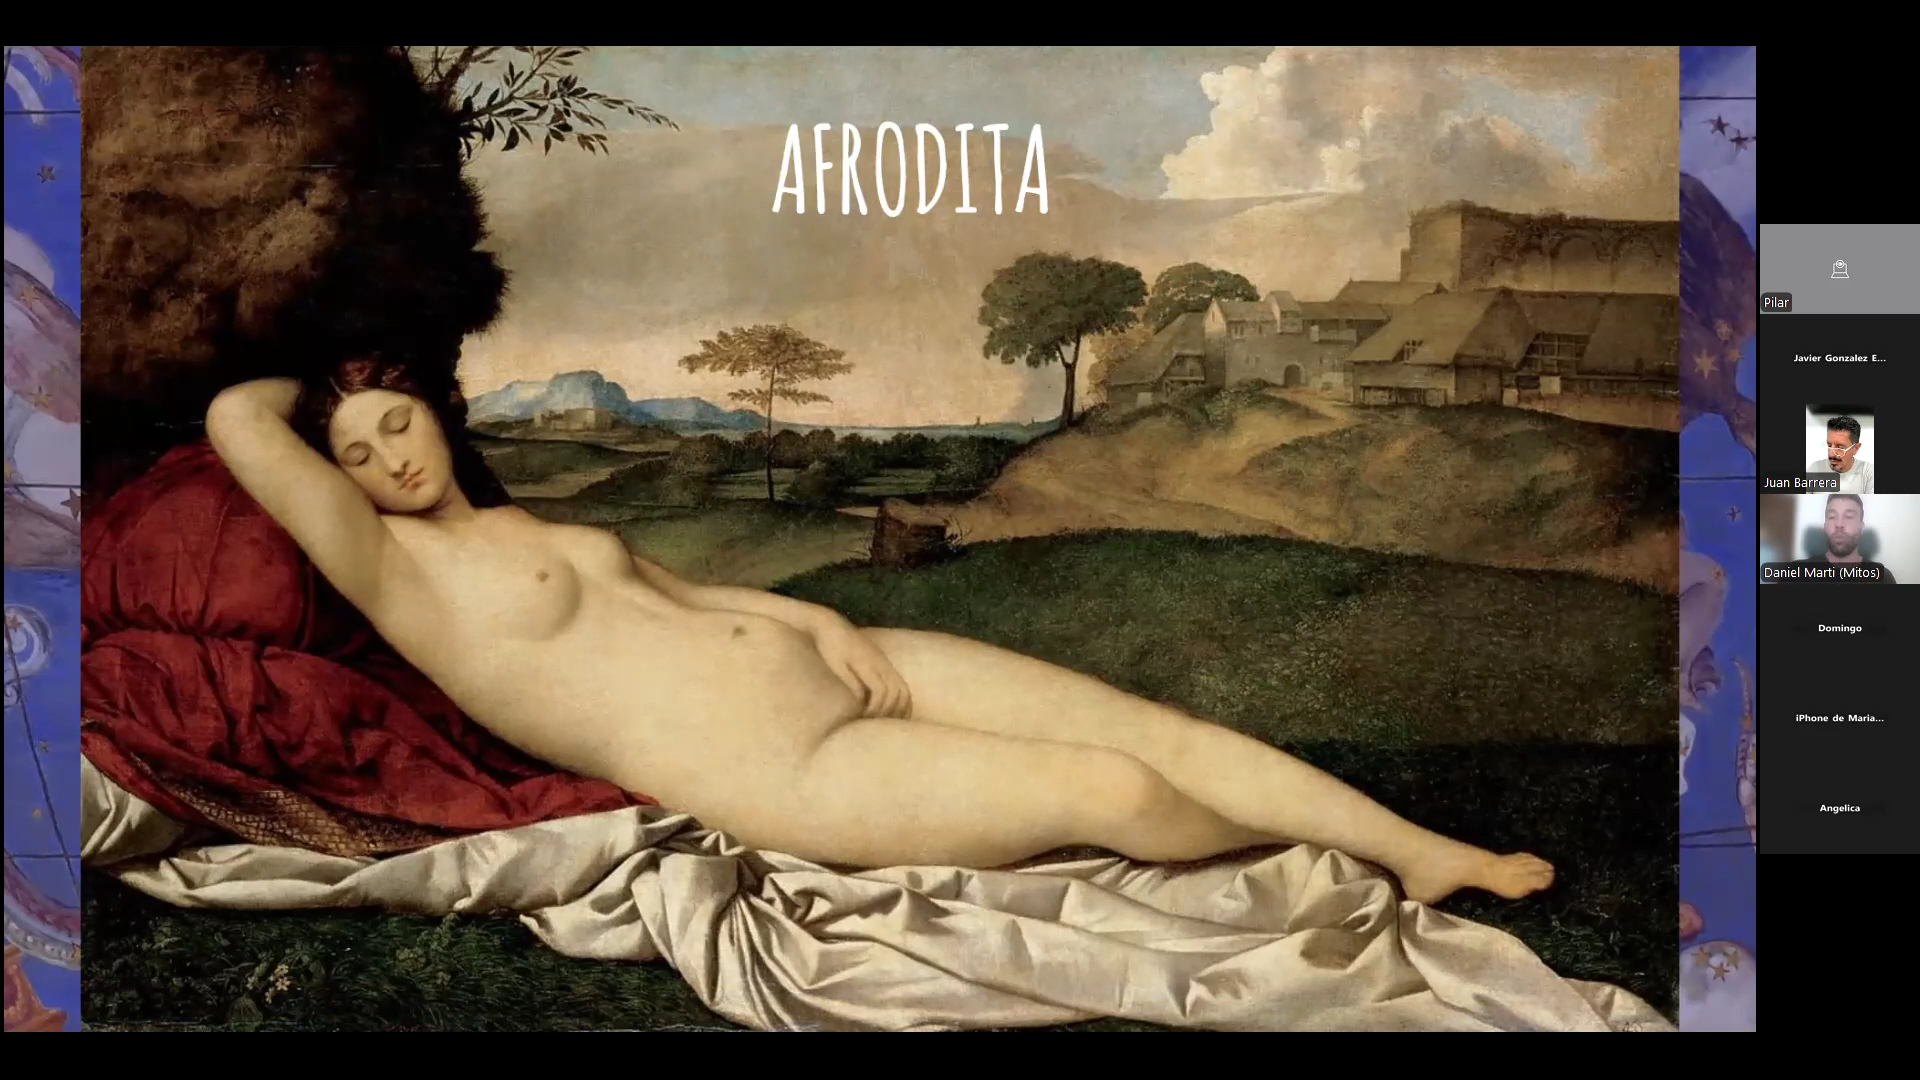 AFRODITA
Pilar
Javier Gonzalez E...
Juan Barrera
Daniel Marti (Mitos)
Domingo
iPhone de Maria...
Angelica